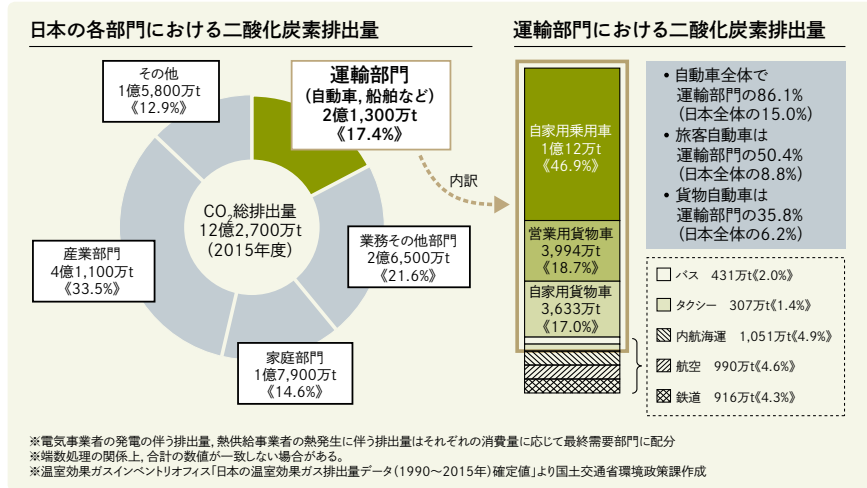 日本の各部門における二酸化炭素排出量
その他
1億5,800万t
《12.9%》
運輸部門
(自動車, 船舶など)
2億1,300万t
《17.4%》
CO2総排出量
12億2,700万t
(2015年度)
産業部門
4億1,100万t
《33.5%》
業務その他部門
2億6,500万t
《21.6%》
家庭部門
1億7,900万t
《14.6%》
内訳
運輸部門における二酸化炭素排出量
自家用乗用車
1億12万t
《46.9%》
営業用貨物車
3,994万t
《18.7%》
自家用貨物車
3,633万t
《17.0%》
• 自動車全体で
運輸部門の86.1%
(日本全体の15.0%)
• 旅客自動車は
運輸部門の50.4%
(日本全体の8.8%)
• 貨物自動車は
運輸部門の35.8%
(日本全体の6.2%)
バス 431万t《2.0%》
タクシー 307万t《1.4%》
内航海運 1,051万t《4.9%》
航空 990万t《4.6%》
鉄道 916万t《4.3%》
※電気事業者の発電の伴う排出量, 熱供給事業者の熱発生に伴う排出量はそれぞれの消費量に応じて最終需要部門に配分
※端数処理の関係上, 合計の数値が一致しない場合がある。
※温室効果ガスインベントリオフィス「日本の温室効果ガス排出量データ(1990〜2015年)確定値」より国土交通省環境政策課作成